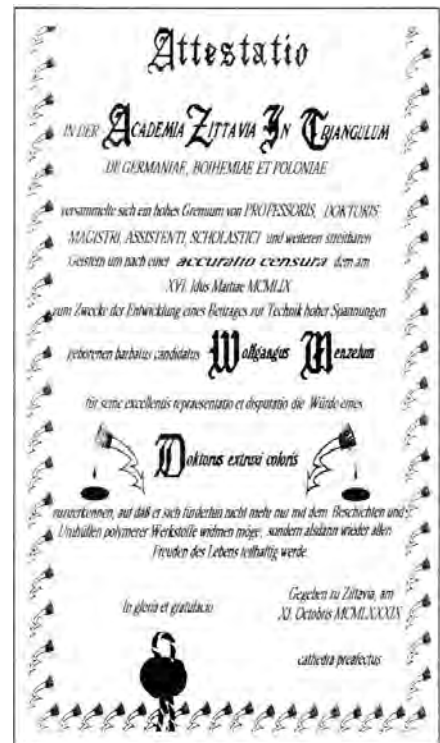 Attestatio
IN DER ACADEMIA ZITTAVIA IN TRIANGULUM
DE GERMANIAE, BOIHEMIAE ET POLONIAE
versammelte sich ein hohes Gremium von PROFESSORIS, DOKTORIS
MAGISTRI, ASSISTENTI, SCHOLASTICI und weiteren streitbaren
Geistern um nach einer accuratio censura dem am
XVI. Idus Martiae MCMLIX
zum Zwecke der Entwicklung eines Beitrages zur Technik hoher Spannungen
geborenen barbatus candidatus Wolfgangus Menzelum
für seine excellentis repraesentatio et disputatio die Würde eines
Doktorus extruxi coloris
zuzuerkennen, auf daß er sich fürderhin nicht mehr nur mit dem Beschichten und
Umhüllen polymerer Werkstoffe widmen möge, sondern alsdann wieder allen
Freuden des Lebens teilhaftig werde.
In gloria et gratulacio
Gegeben zu Zittavia, am
XI. Octobris MCMLXXXIX
cathedra preafectus